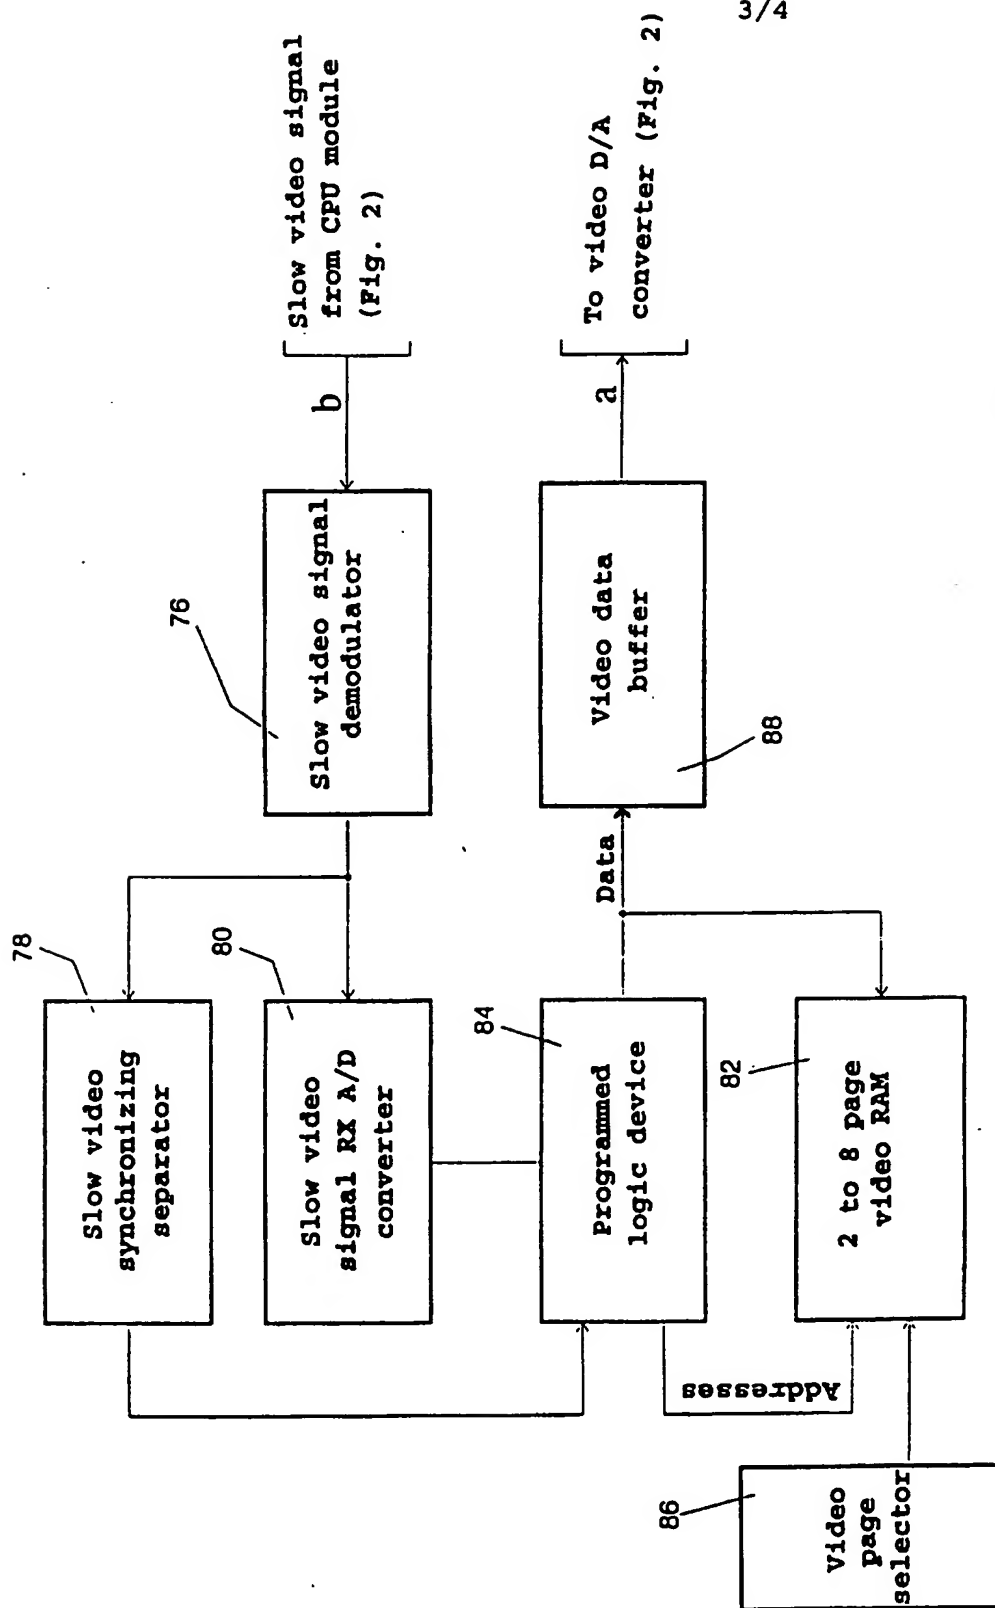 3/4
Slow video signal
from CPU module
(Fig. 2)
b
To video D/A
converter (Fig. 2)
a
76
Slow video signal
demodulator
Video data
buffer
88
Data
78
Slow video
synchronizing
separator
80
Slow video
signal RX A/D
converter
84
Programmed
logic device
82
2 to 8 page
video RAM
Addresses
86
Video
page
selector